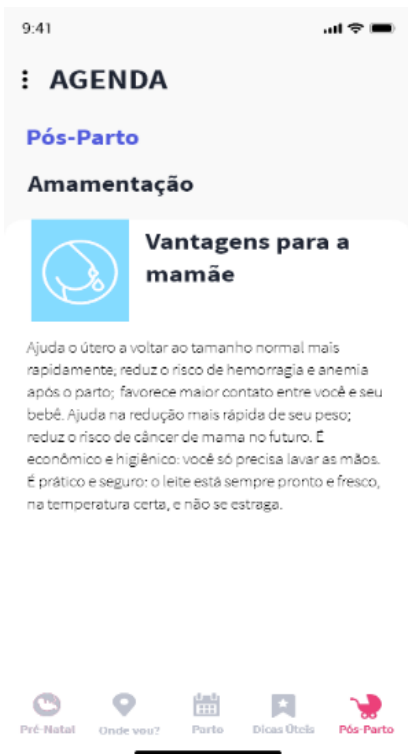 9:41
AGENDA
Pós-Parto
Amamentação
Vantagens para a
mamãe
Ajuda o útero a voltar ao tamanho normal mais
rapidamente; reduz o risco de hemorragia e anemia
após o parto; favorece maior contato entre você e seu
bebê. Ajuda na redução mais rápida de seu peso;
reduz o risco de câncer de mama no futuro. É
econômico e higiênico: você só precisa lavar as mãos.
É prático e seguro: o leite está sempre pronto e fresco,
na temperatura certa, e não se estraga.
Pré-Natal Onde vou? Parto Dicas Úteis Pós-Parto